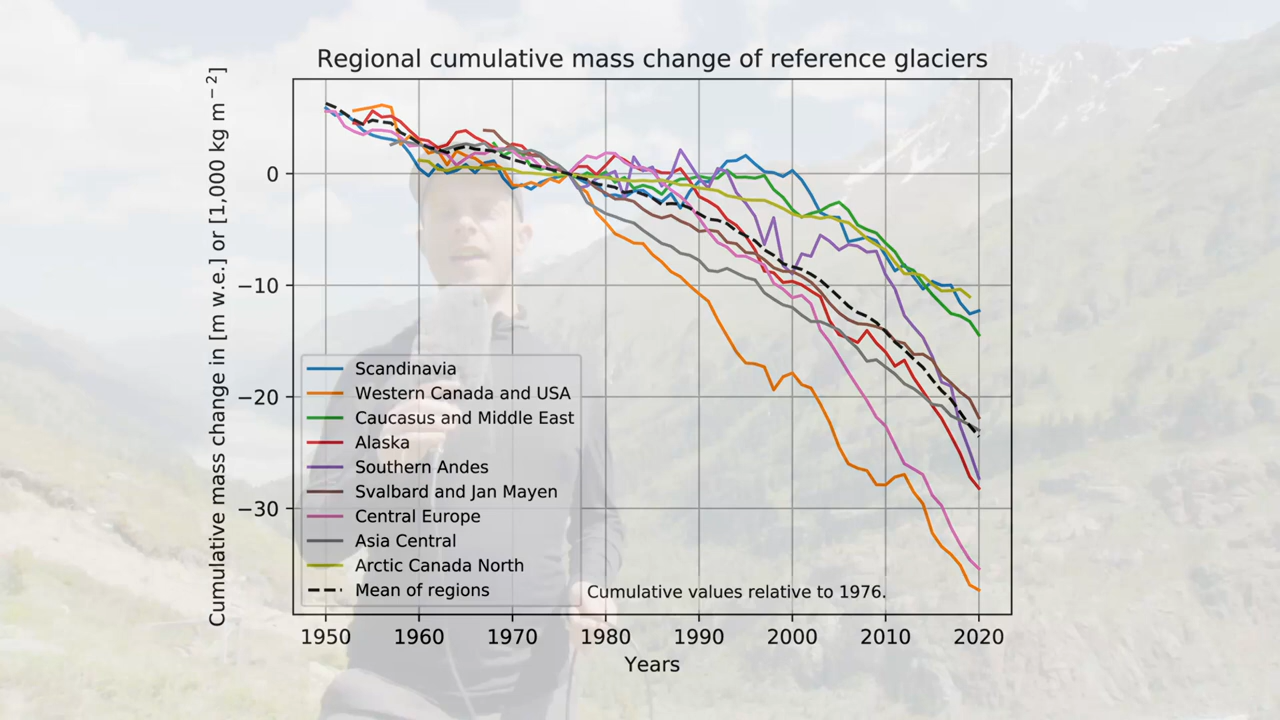 Regional cumulative mass change of reference glaciers
Cumulative mass change in [m w.e.] or [1,000 kg m⁻²]
0
−10
−20
−30
Scandinavia
Western Canada and USA
Caucasus and Middle East
Alaska
Southern Andes
Svalbard and Jan Mayen
Central Europe
Asia Central
Arctic Canada North
Mean of regions
Cumulative values relative to 1976.
1950 1960 1970 1980 1990 2000 2010 2020
Years